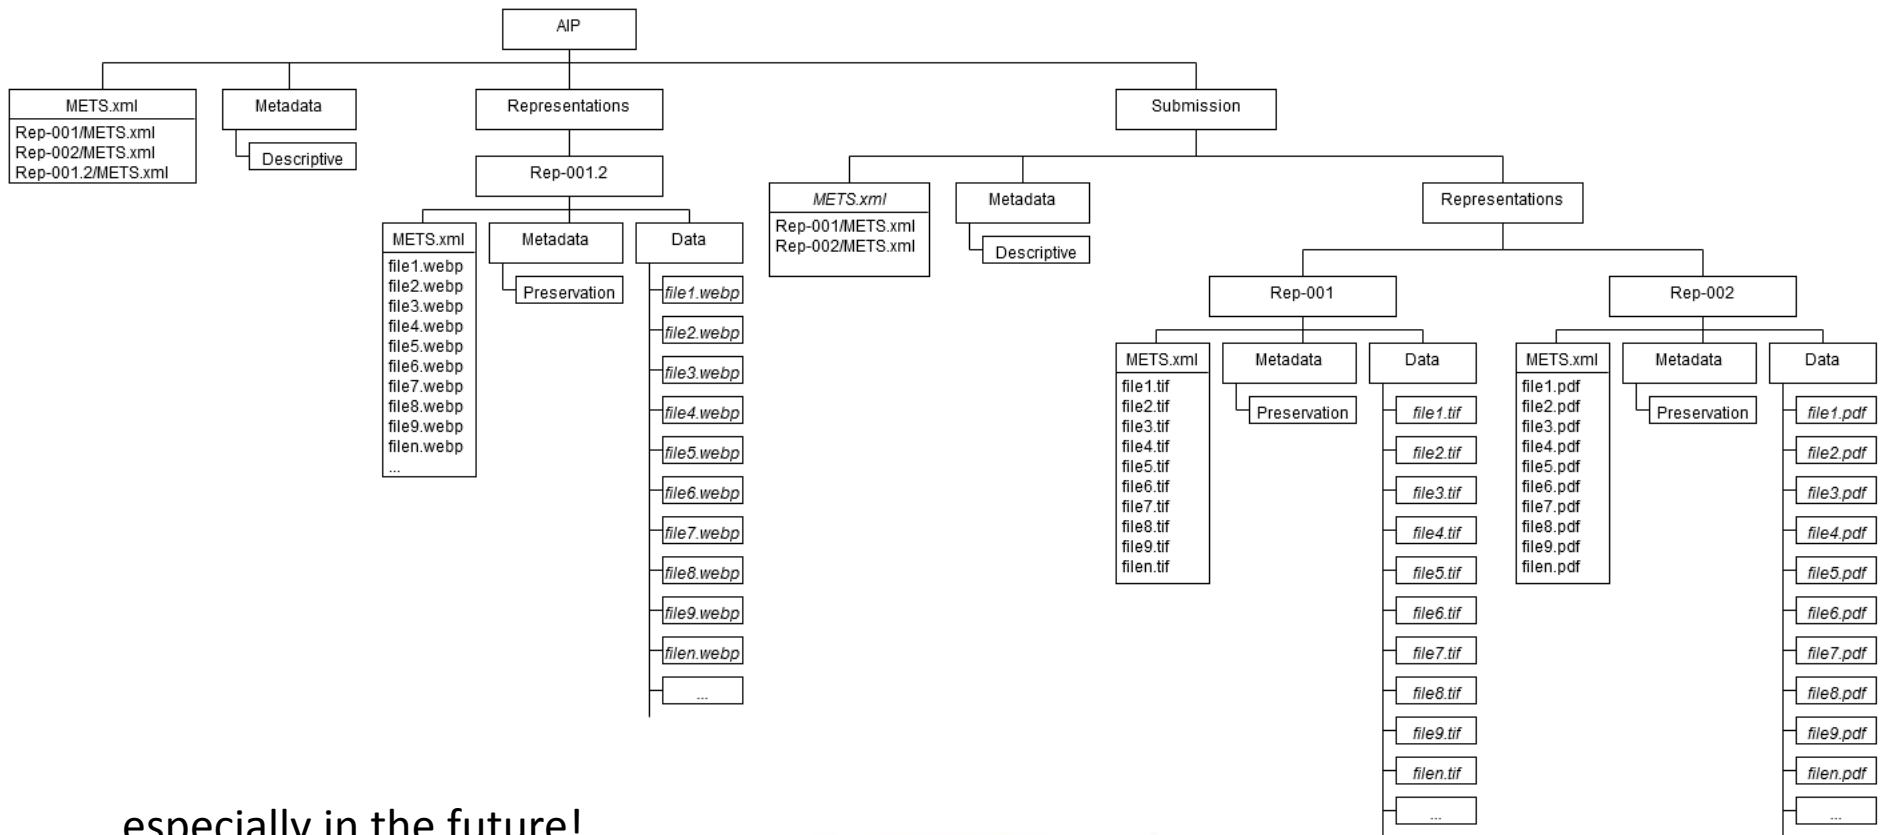 AIP
METS.xml
Rep-001/METS.xml
Rep-002/METS.xml
Rep-001.2/METS.xml
Metadata
Descriptive
Representations
Rep-001.2
METS.xml
file1.webp
file2.webp
file3.webp
file4.webp
file5.webp
file6.webp
file7.webp
file8.webp
file9.webp
filen.webp
...
Metadata
Preservation
Data
file1.webp
file2.webp
file3.webp
file4.webp
file5.webp
file6.webp
file7.webp
file8.webp
file9.webp
filen.webp
...
Submission
METS.xml
Rep-001/METS.xml
Rep-002/METS.xml
Metadata
Descriptive
Representations
Rep-001
METS.xml
file1.tif
file2.tif
file3.tif
file4.tif
file5.tif
file6.tif
file7.tif
file8.tif
file9.tif
filen.tif
Metadata
Preservation
Data
file1.tif
file2.tif
file3.tif
file4.tif
file5.tif
file6.tif
file7.tif
file8.tif
file9.tif
filen.tif
...
Rep-002
METS.xml
file1.pdf
file2.pdf
file3.pdf
file4.pdf
file5.pdf
file6.pdf
file7.pdf
file8.pdf
file9.pdf
filen.pdf
Metadata
Preservation
Data
file1.pdf
file2.pdf
file3.pdf
file4.pdf
file5.pdf
file6.pdf
file7.pdf
file8.pdf
file9.pdf
filen.pdf
...
especially in the future!